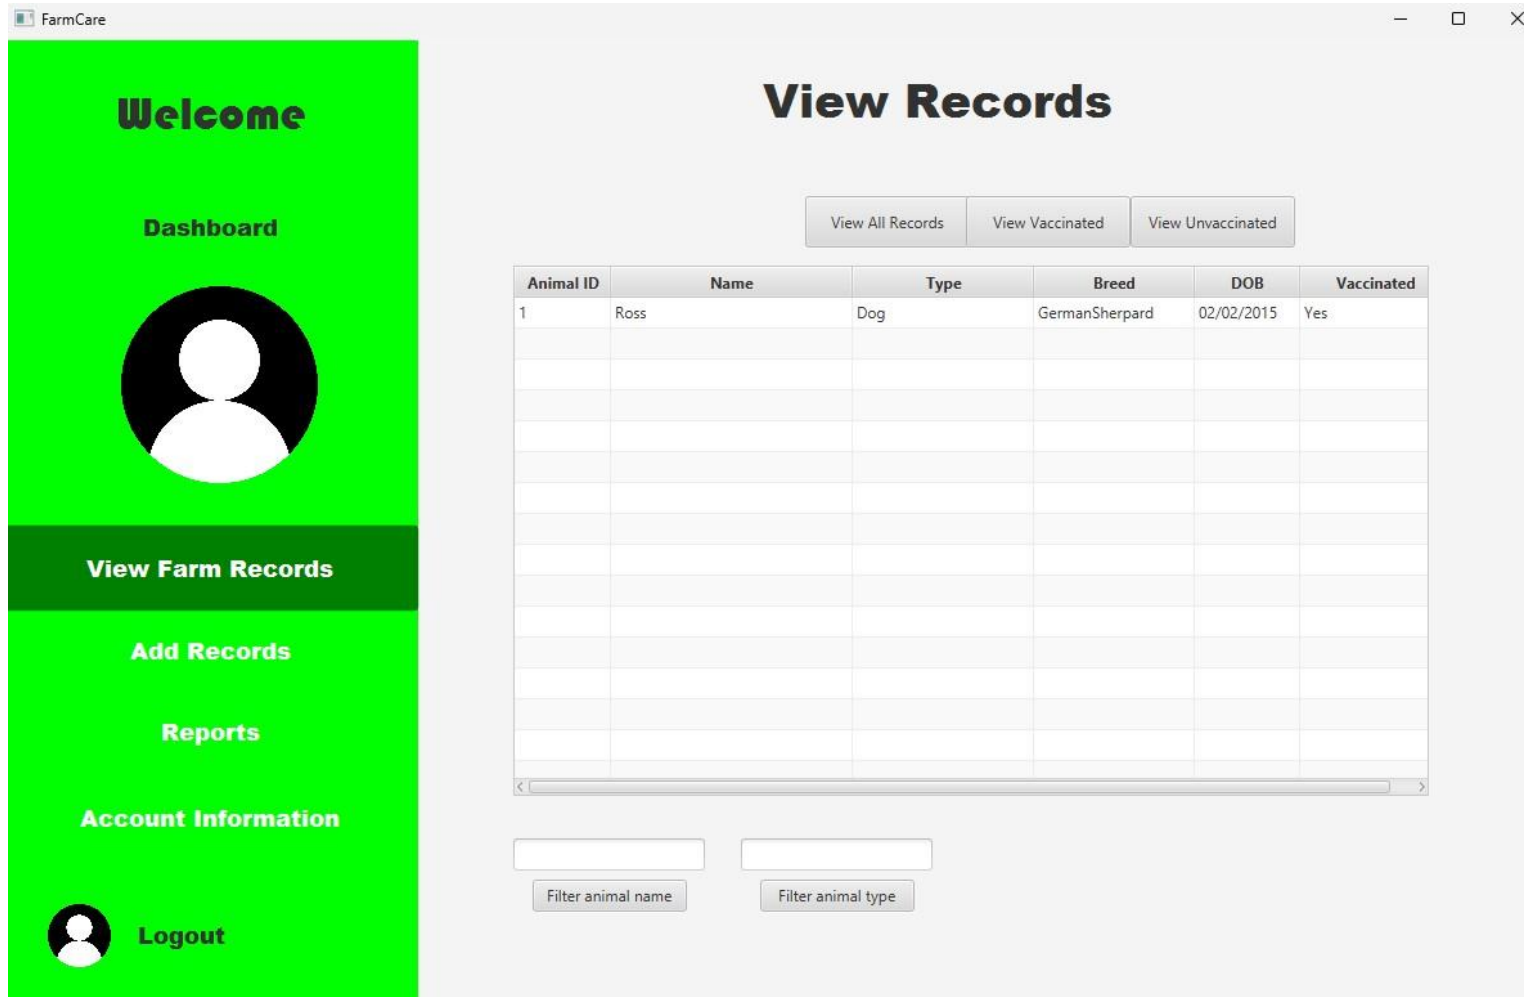 FarmCare
Welcome
Dashboard
View Farm Records
Add Records
Reports
Account Information
Logout
View Records
View All Records View Vaccinated View Unvaccinated
Animal ID Name Type Breed DOB Vaccinated
1 Ross Dog GermanSherpard 02/02/2015 Yes
Filter animal name Filter animal type